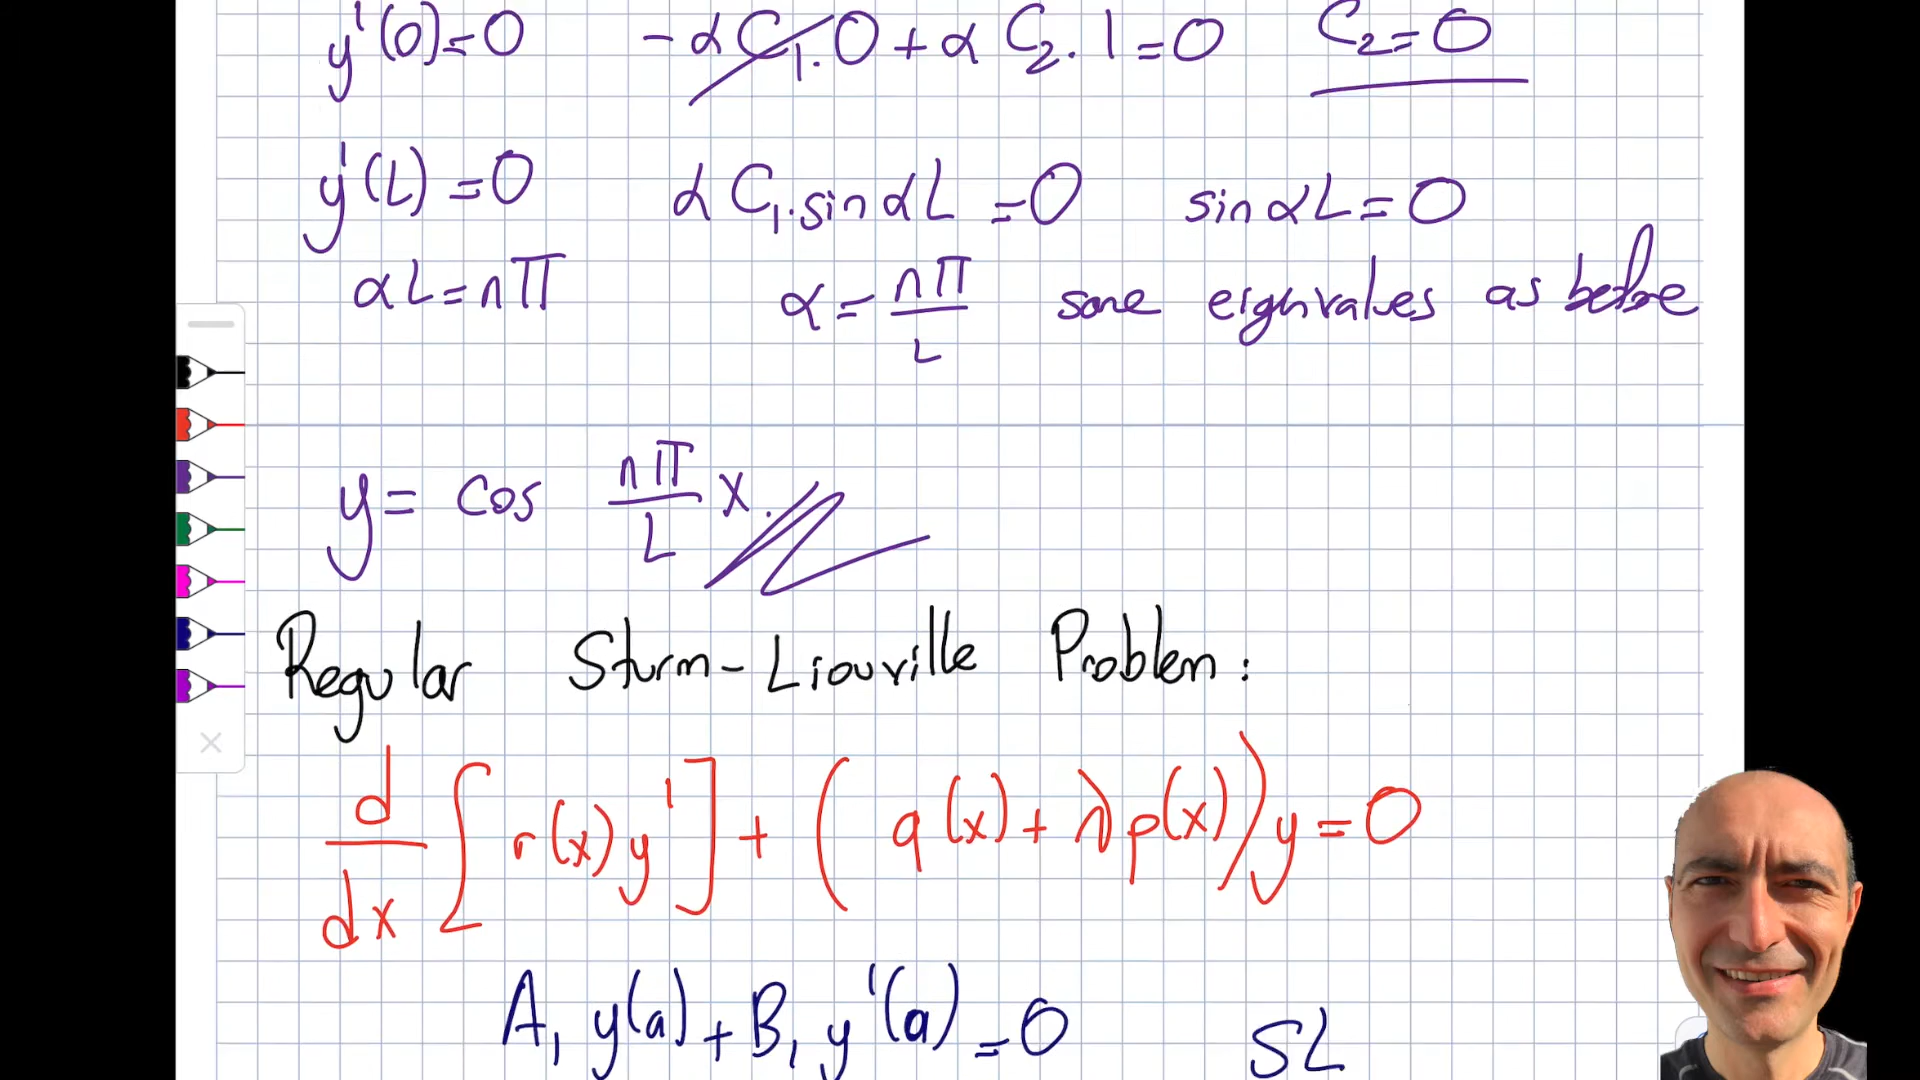 y'(0)=0 -αC₁.0+αC₂.1=0 C₂=0
y'(L)=0 αC₁.sinαL=0 sinαL=0
αL=nπ α=nπ/L same eigenvalues as before
y= cos nπ/L x.
Regular Sturm-Liouville Problem:
d/dx [r(x)y'] + (q(x)+λp(x))y=0
A₁y(a)+B₁y'(a)=0 SL